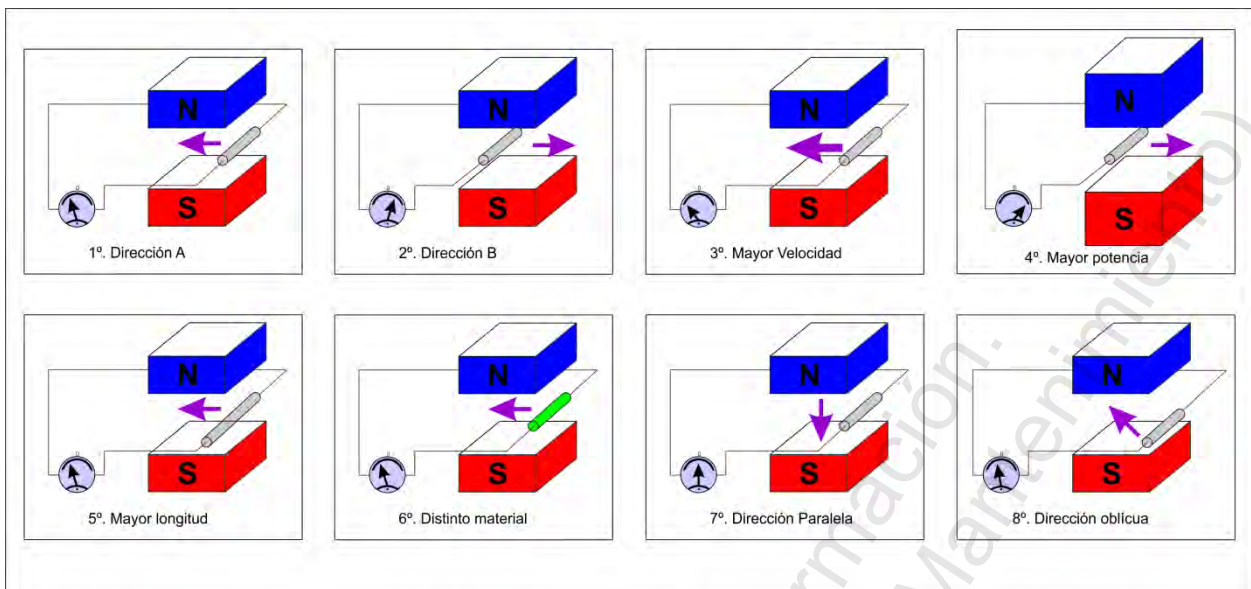 N
S
1º. Dirección A
N
S
2º. Dirección B
N
S
3º. Mayor Velocidad
N
S
4º. Mayor potencia
N
S
5º. Mayor longitud
N
S
6º. Distinto material
N
S
7º. Dirección Paralela
N
S
8º. Dirección oblícua